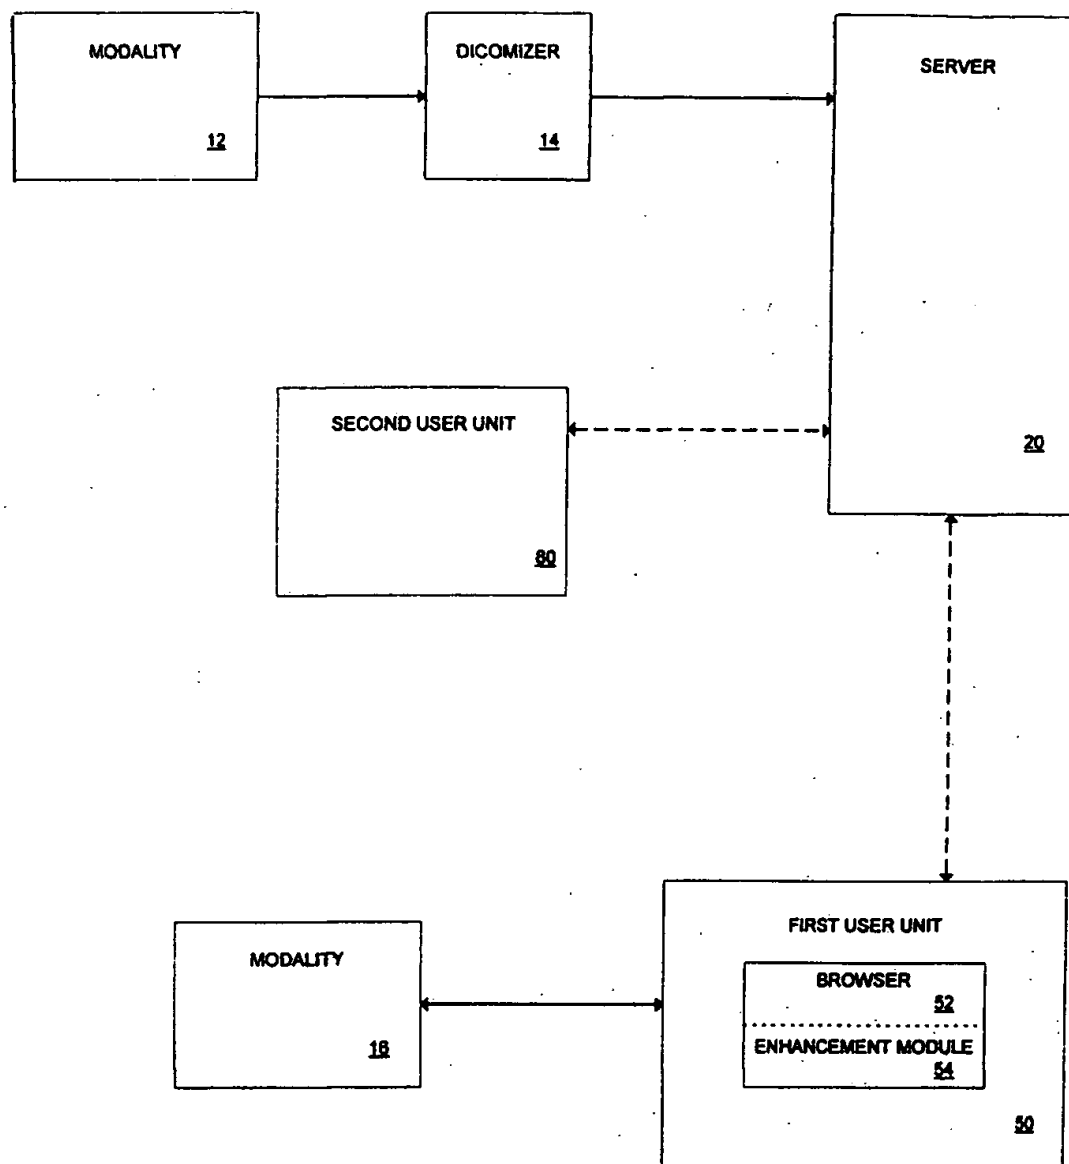 MODALITY
12
DICOMIZER
14
SERVER
20
SECOND USER UNIT
80
FIRST USER UNIT
BROWSER
52
ENHANCEMENT MODULE
54
50
MODALITY
16